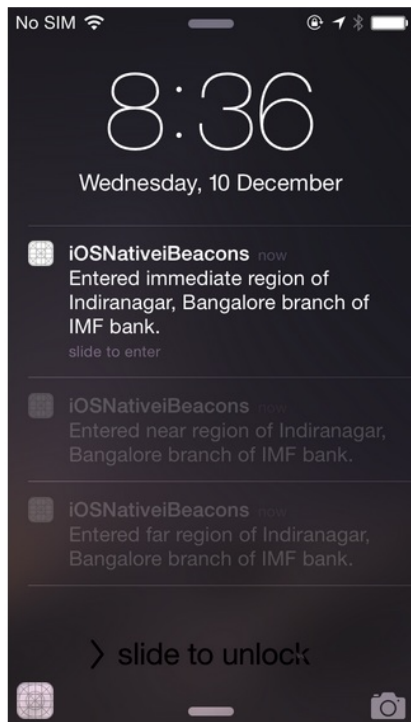 No SIM
8:36
Wednesday, 10 December
iOSNativeiBeacons now
Entered immediate region of
Indiranagar, Bangalore branch of
IMF bank.
slide to enter
iOSNativeiBeacons now
Entered near region of Indiranagar,
Bangalore branch of IMF bank.
iOSNativeiBeacons now
Entered far region of Indiranagar,
Bangalore branch of IMF bank.
slide to unlock